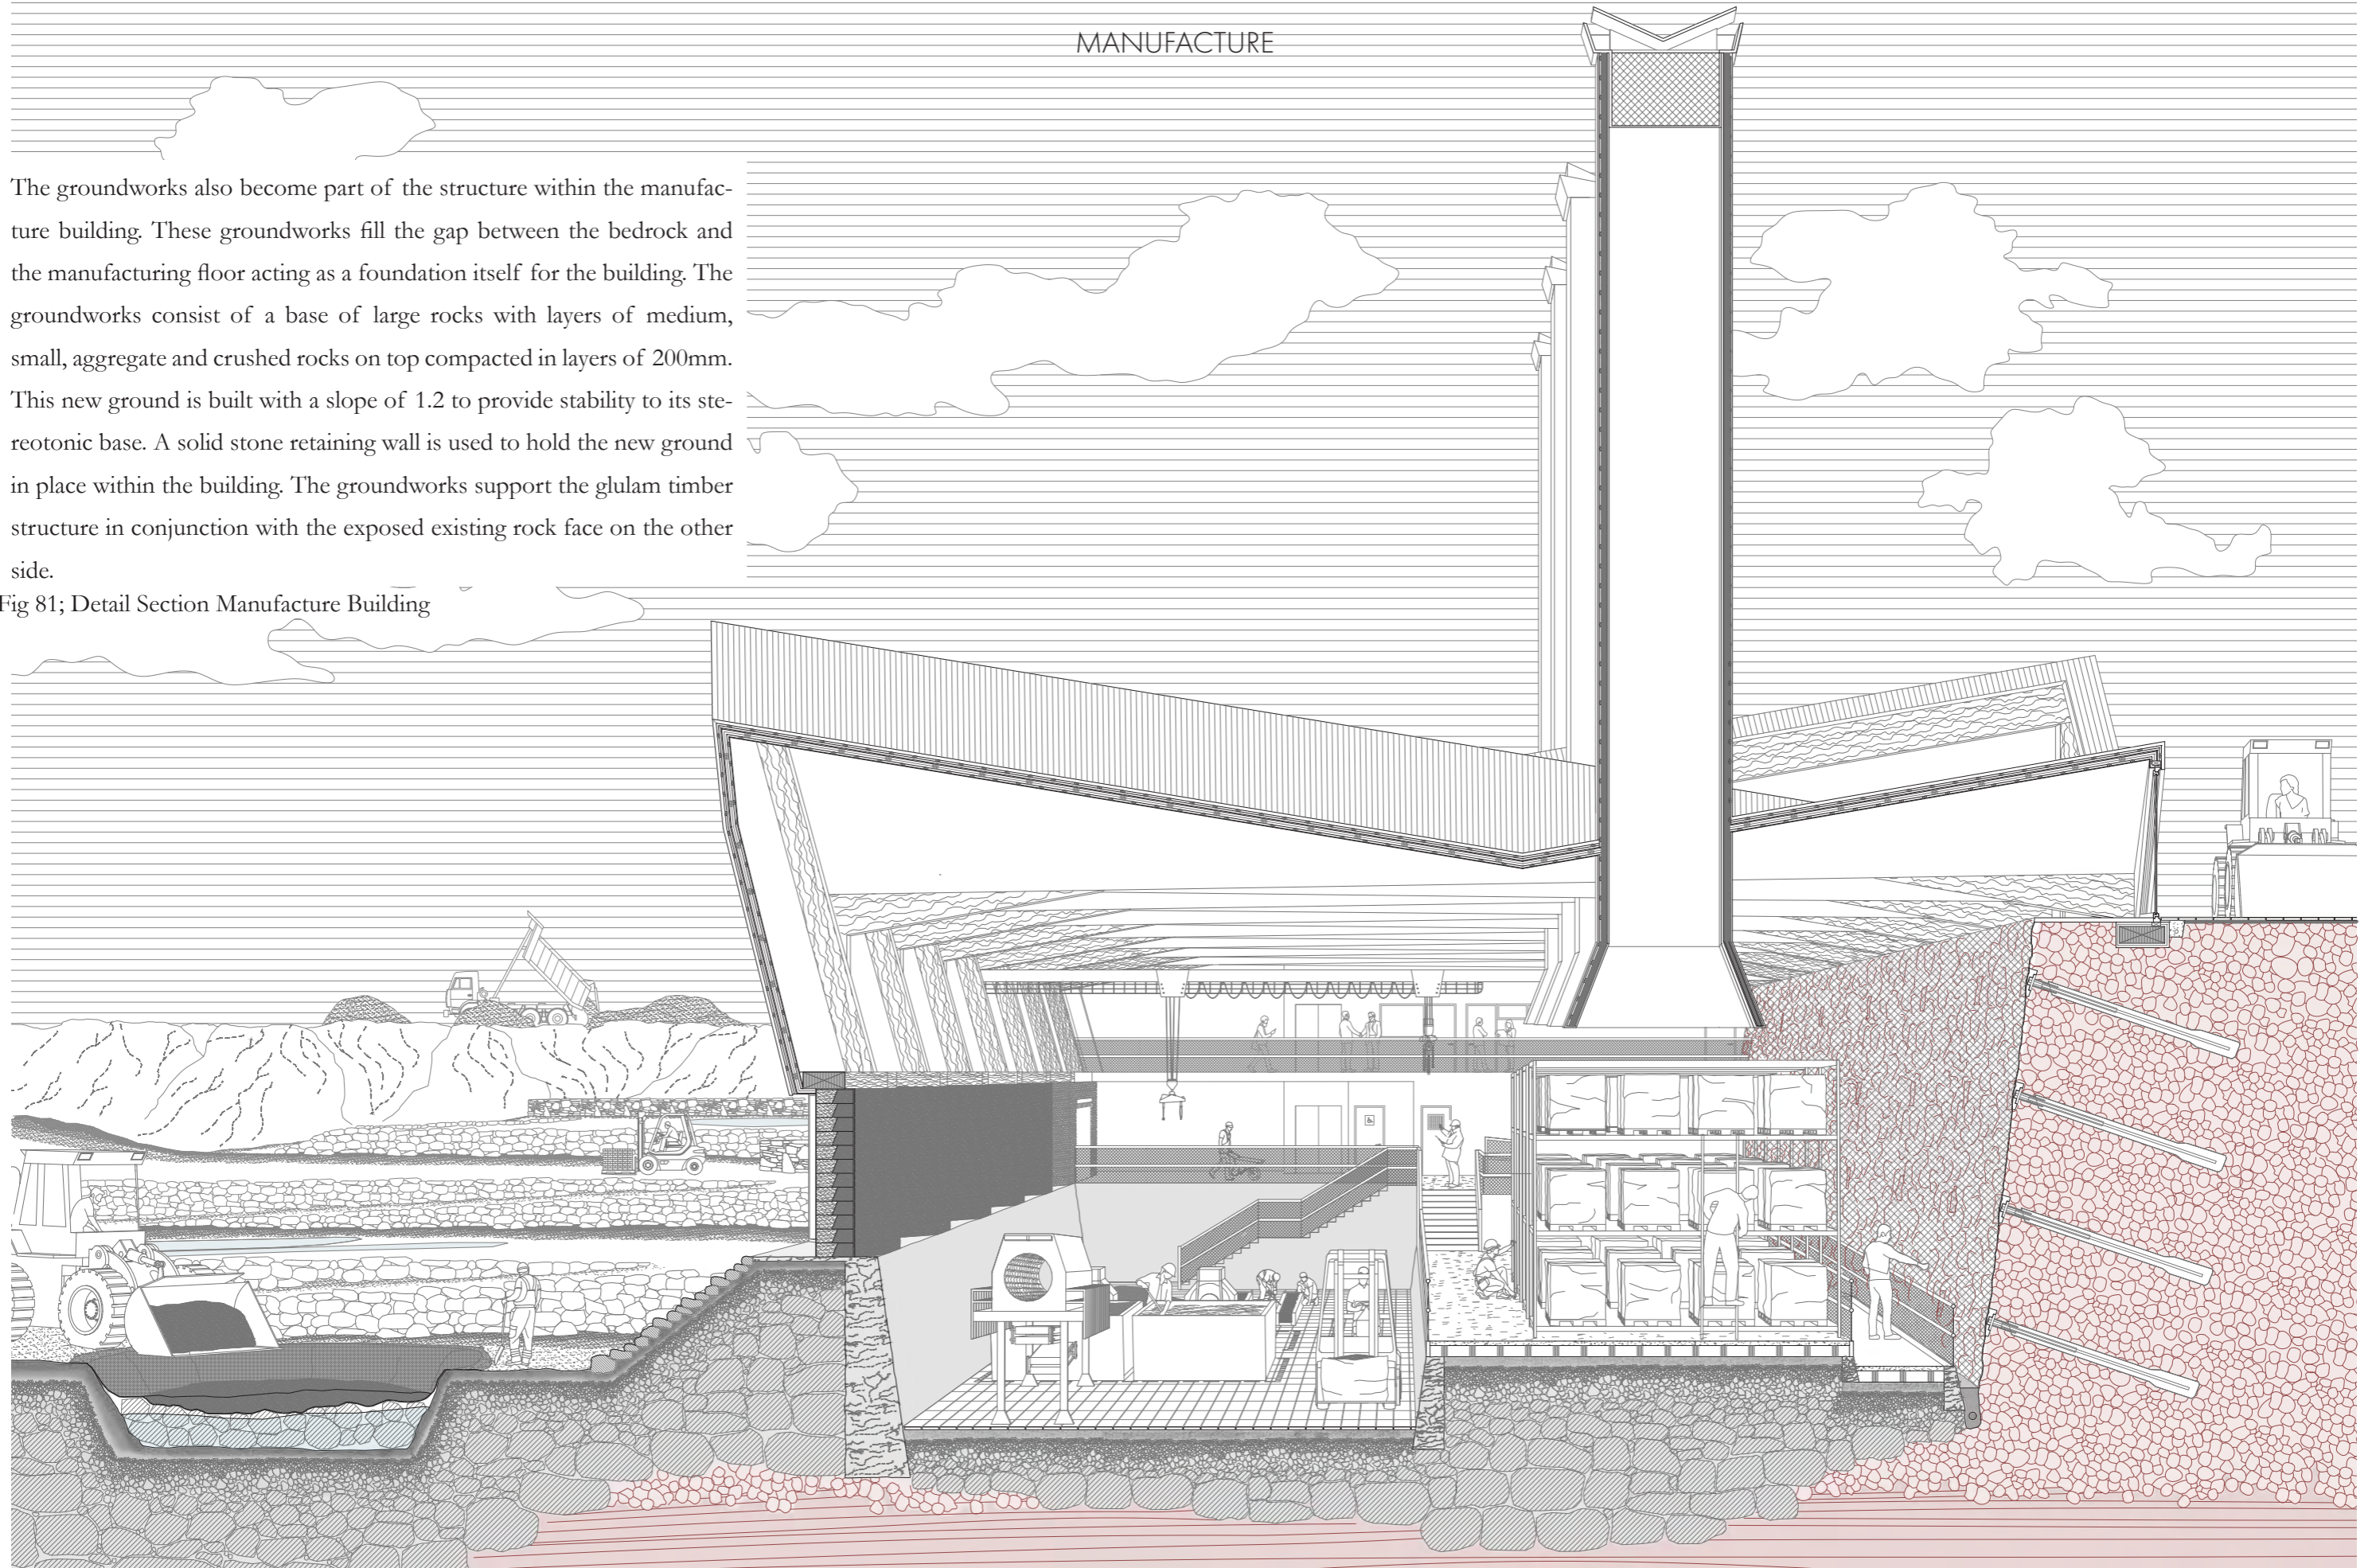 MANUFACTURE
The groundworks also become part of the structure within the manufac-
ture building. These groundworks fill the gap between the bedrock and
the manufacturing floor acting as a foundation itself for the building. The
groundworks consist of a base of large rocks with layers of medium,
small, aggregate and crushed rocks on top compacted in layers of 200mm.
This new ground is built with a slope of 1.2 to provide stability to its ste-
reotonic base. A solid stone retaining wall is used to hold the new ground
in place within the building. The groundworks support the glulam timber
structure in conjunction with the exposed existing rock face on the other
side.
Fig 81; Detail Section Manufacture Building